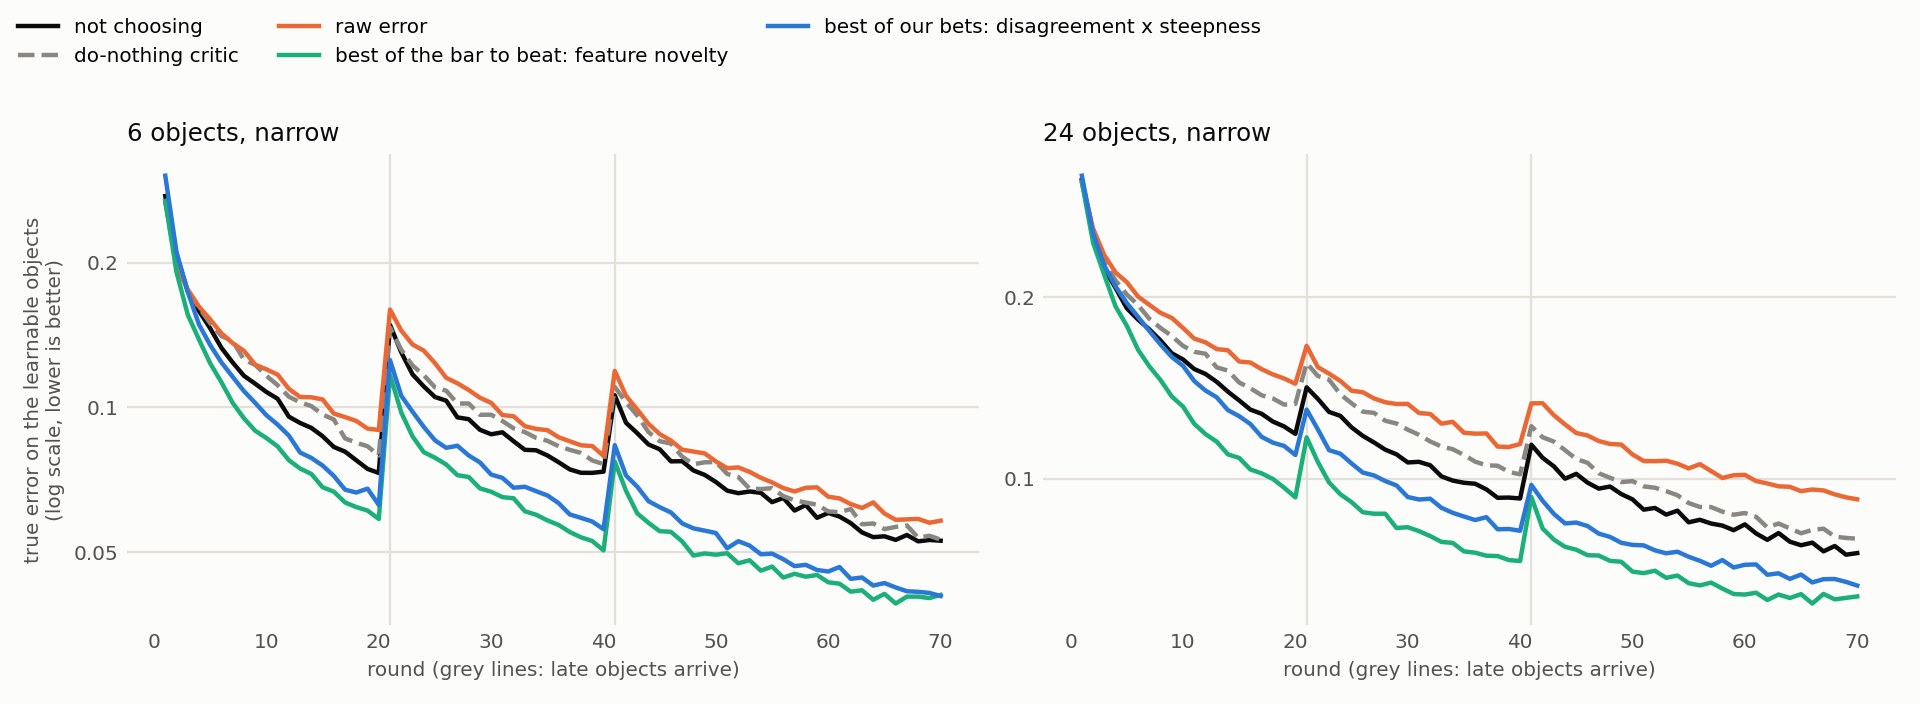 not choosing
do-nothing critic
raw error
best of the bar to beat: feature novelty
best of our bets: disagreement x steepness
6 objects, narrow
true error on the learnable objects
(log scale, lower is better)
0.2
0.1
0.05
0 10 20 30 40 50 60 70
round (grey lines: late objects arrive)
24 objects, narrow
0.2
0.1
0 10 20 30 40 50 60 70
round (grey lines: late objects arrive)